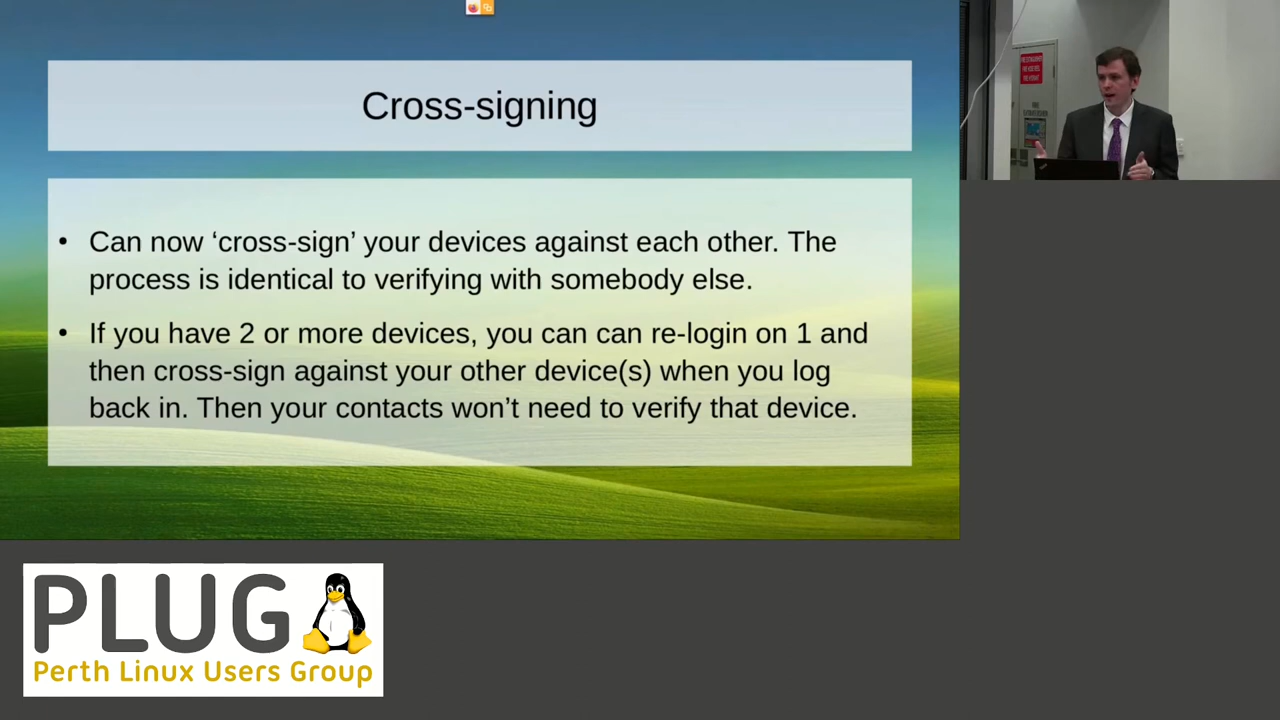 Cross-signing
• Can now ‘cross-sign’ your devices against each other. The
process is identical to verifying with somebody else.
• If you have 2 or more devices, you can can re-login on 1 and
then cross-sign against your other device(s) when you log
back in. Then your contacts won’t need to verify that device.
PLUG
Perth Linux Users Group